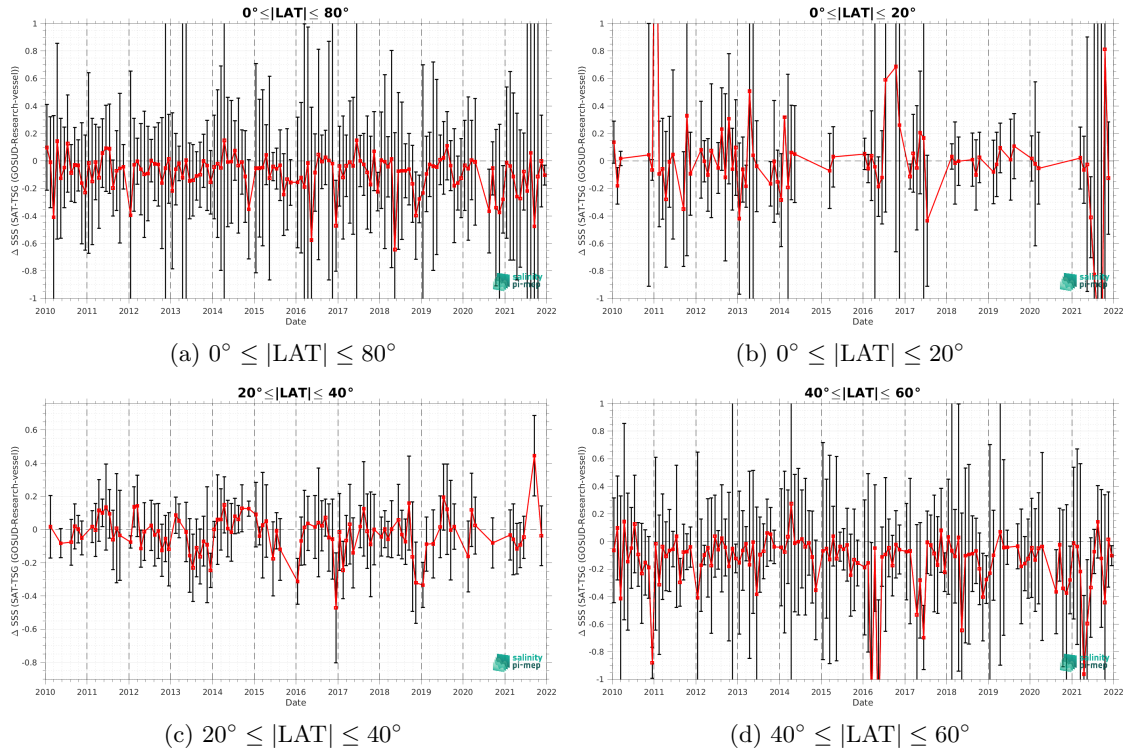 0°≤|LAT|≤ 80°
Δ SSS (SAT-TSG (GOSUD-Research-vessel))
1
0.8
0.6
0.4
0.2
0
-0.2
-0.4
-0.6
-0.8
-1
salinity
pi-mep
2010 2011 2012 2013 2014 2015 2016 2017 2018 2019 2020 2021 2022
Date
(a) 0° ≤ |LAT| ≤ 80°
0°≤|LAT|≤ 20°
Δ SSS (SAT-TSG (GOSUD-Research-vessel))
1
0.8
0.6
0.4
0.2
0
-0.2
-0.4
-0.6
-0.8
-1
salinity
pi-mep
2010 2011 2012 2013 2014 2015 2016 2017 2018 2019 2020 2021 2022
Date
(b) 0° ≤ |LAT| ≤ 20°
20°≤|LAT|≤ 40°
Δ SSS (SAT-TSG (GOSUD-Research-vessel))
0.6
0.4
0.2
0
-0.2
-0.4
-0.6
-0.8
salinity
pi-mep
2010 2011 2012 2013 2014 2015 2016 2017 2018 2019 2020 2021 2022
Date
(c) 20° ≤ |LAT| ≤ 40°
40°≤|LAT|≤ 60°
Δ SSS (SAT-TSG (GOSUD-Research-vessel))
1
0.8
0.6
0.4
0.2
0
-0.2
-0.4
-0.6
-0.8
-1
salinity
pi-mep
2010 2011 2012 2013 2014 2015 2016 2017 2018 2019 2020 2021 2022
Date
(d) 40° ≤ |LAT| ≤ 60°